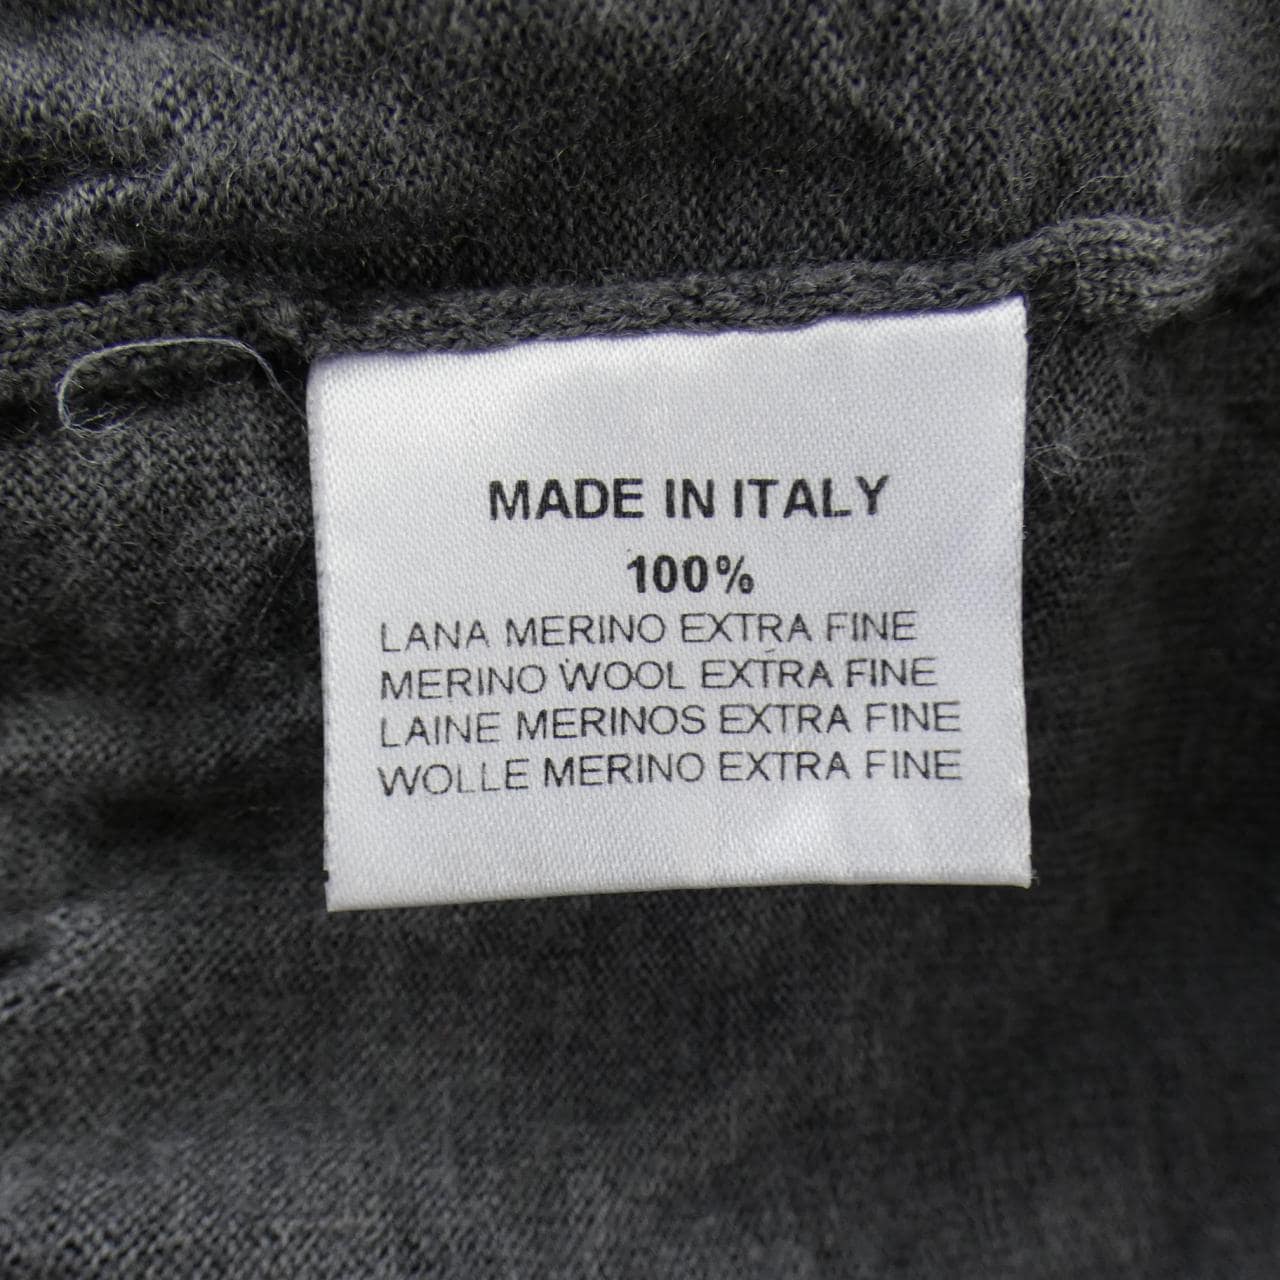 MADE IN ITALY
100%
LANA MERINO EXTRA FINE
MERINO WOOL EXTRA FINE
LAINE MERINOS EXTRA FINE
WOLLE MERINO EXTRA FINE